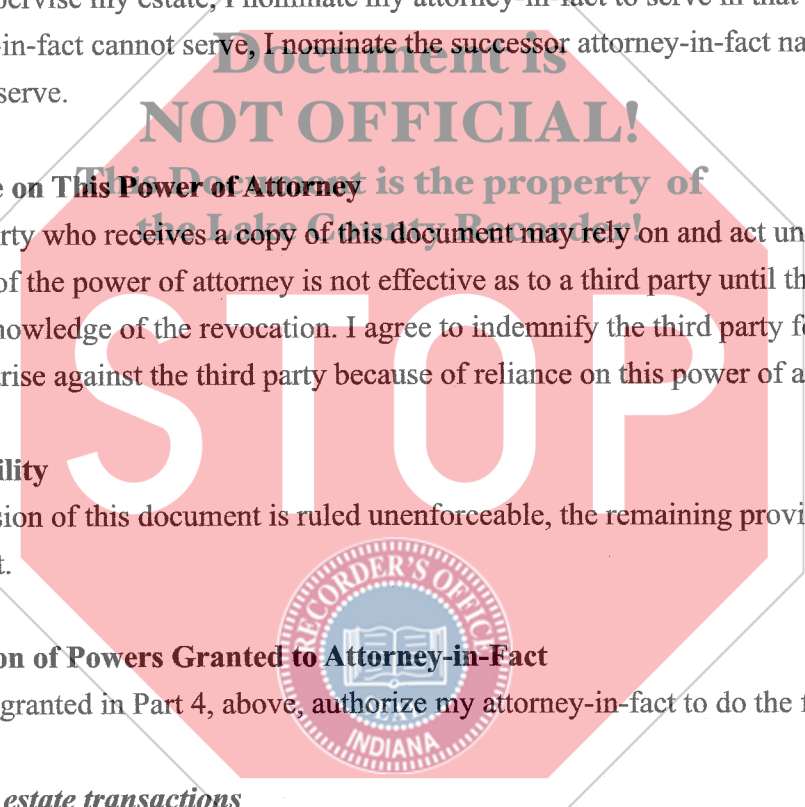 pervise my estate, I nominate my attorney-in-fact to serve in that
-in-fact cannot serve, I nominate the successor attorney-in-fact na
Document is
serve.
NOT OFFICIAL!
e on This Power of Attorney
This Document is the property of
rty who receives a copy of this document may rely on and act un
the Lake County Recorder!
of the power of attorney is not effective as to a third party until th
nowledge of the revocation. I agree to indemnify the third party fo
rise against the third party because of reliance on this power of a
STOP
ility
sion of this document is ruled unenforceable, the remaining provi
t.
RECORDER'S OFFICE
on of Powers Granted to Attorney-in-Fact
granted in Part 4, above, authorize my attorney-in-fact to do the f
SEAL
INDIANA
estate transactions